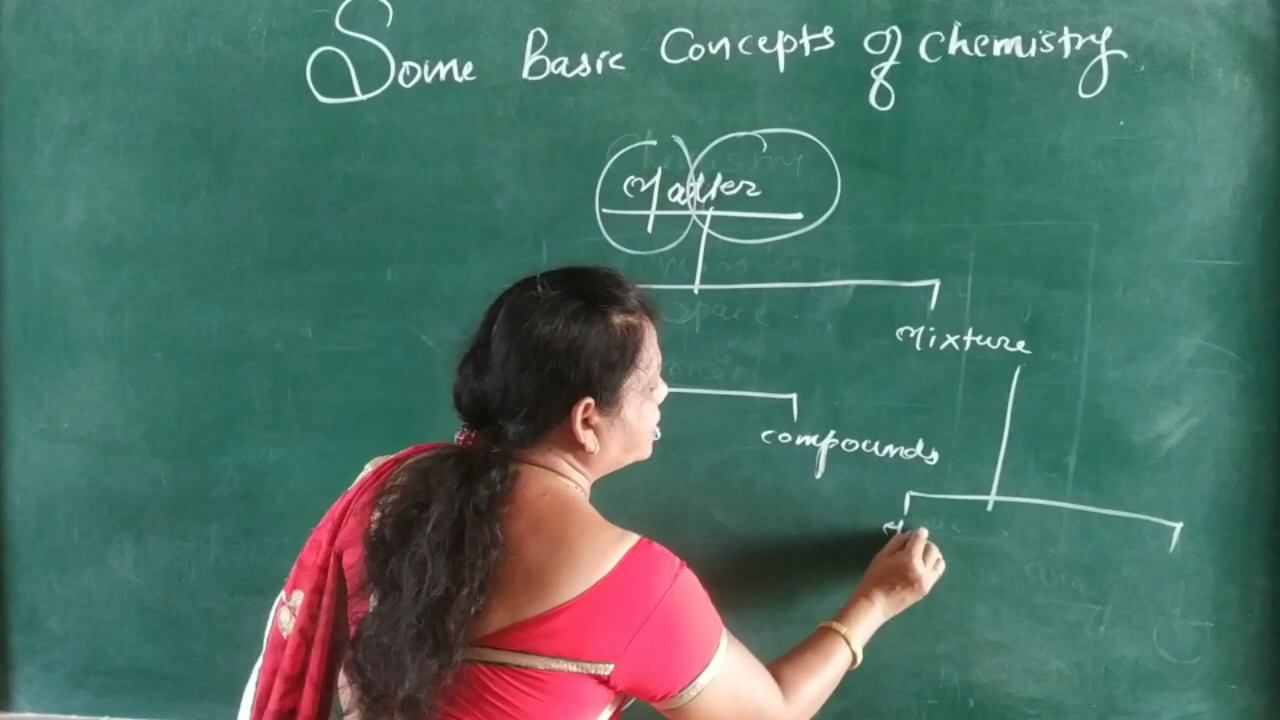 Some Basic Concepts of Chemistry
Matter
Mixture
compounds